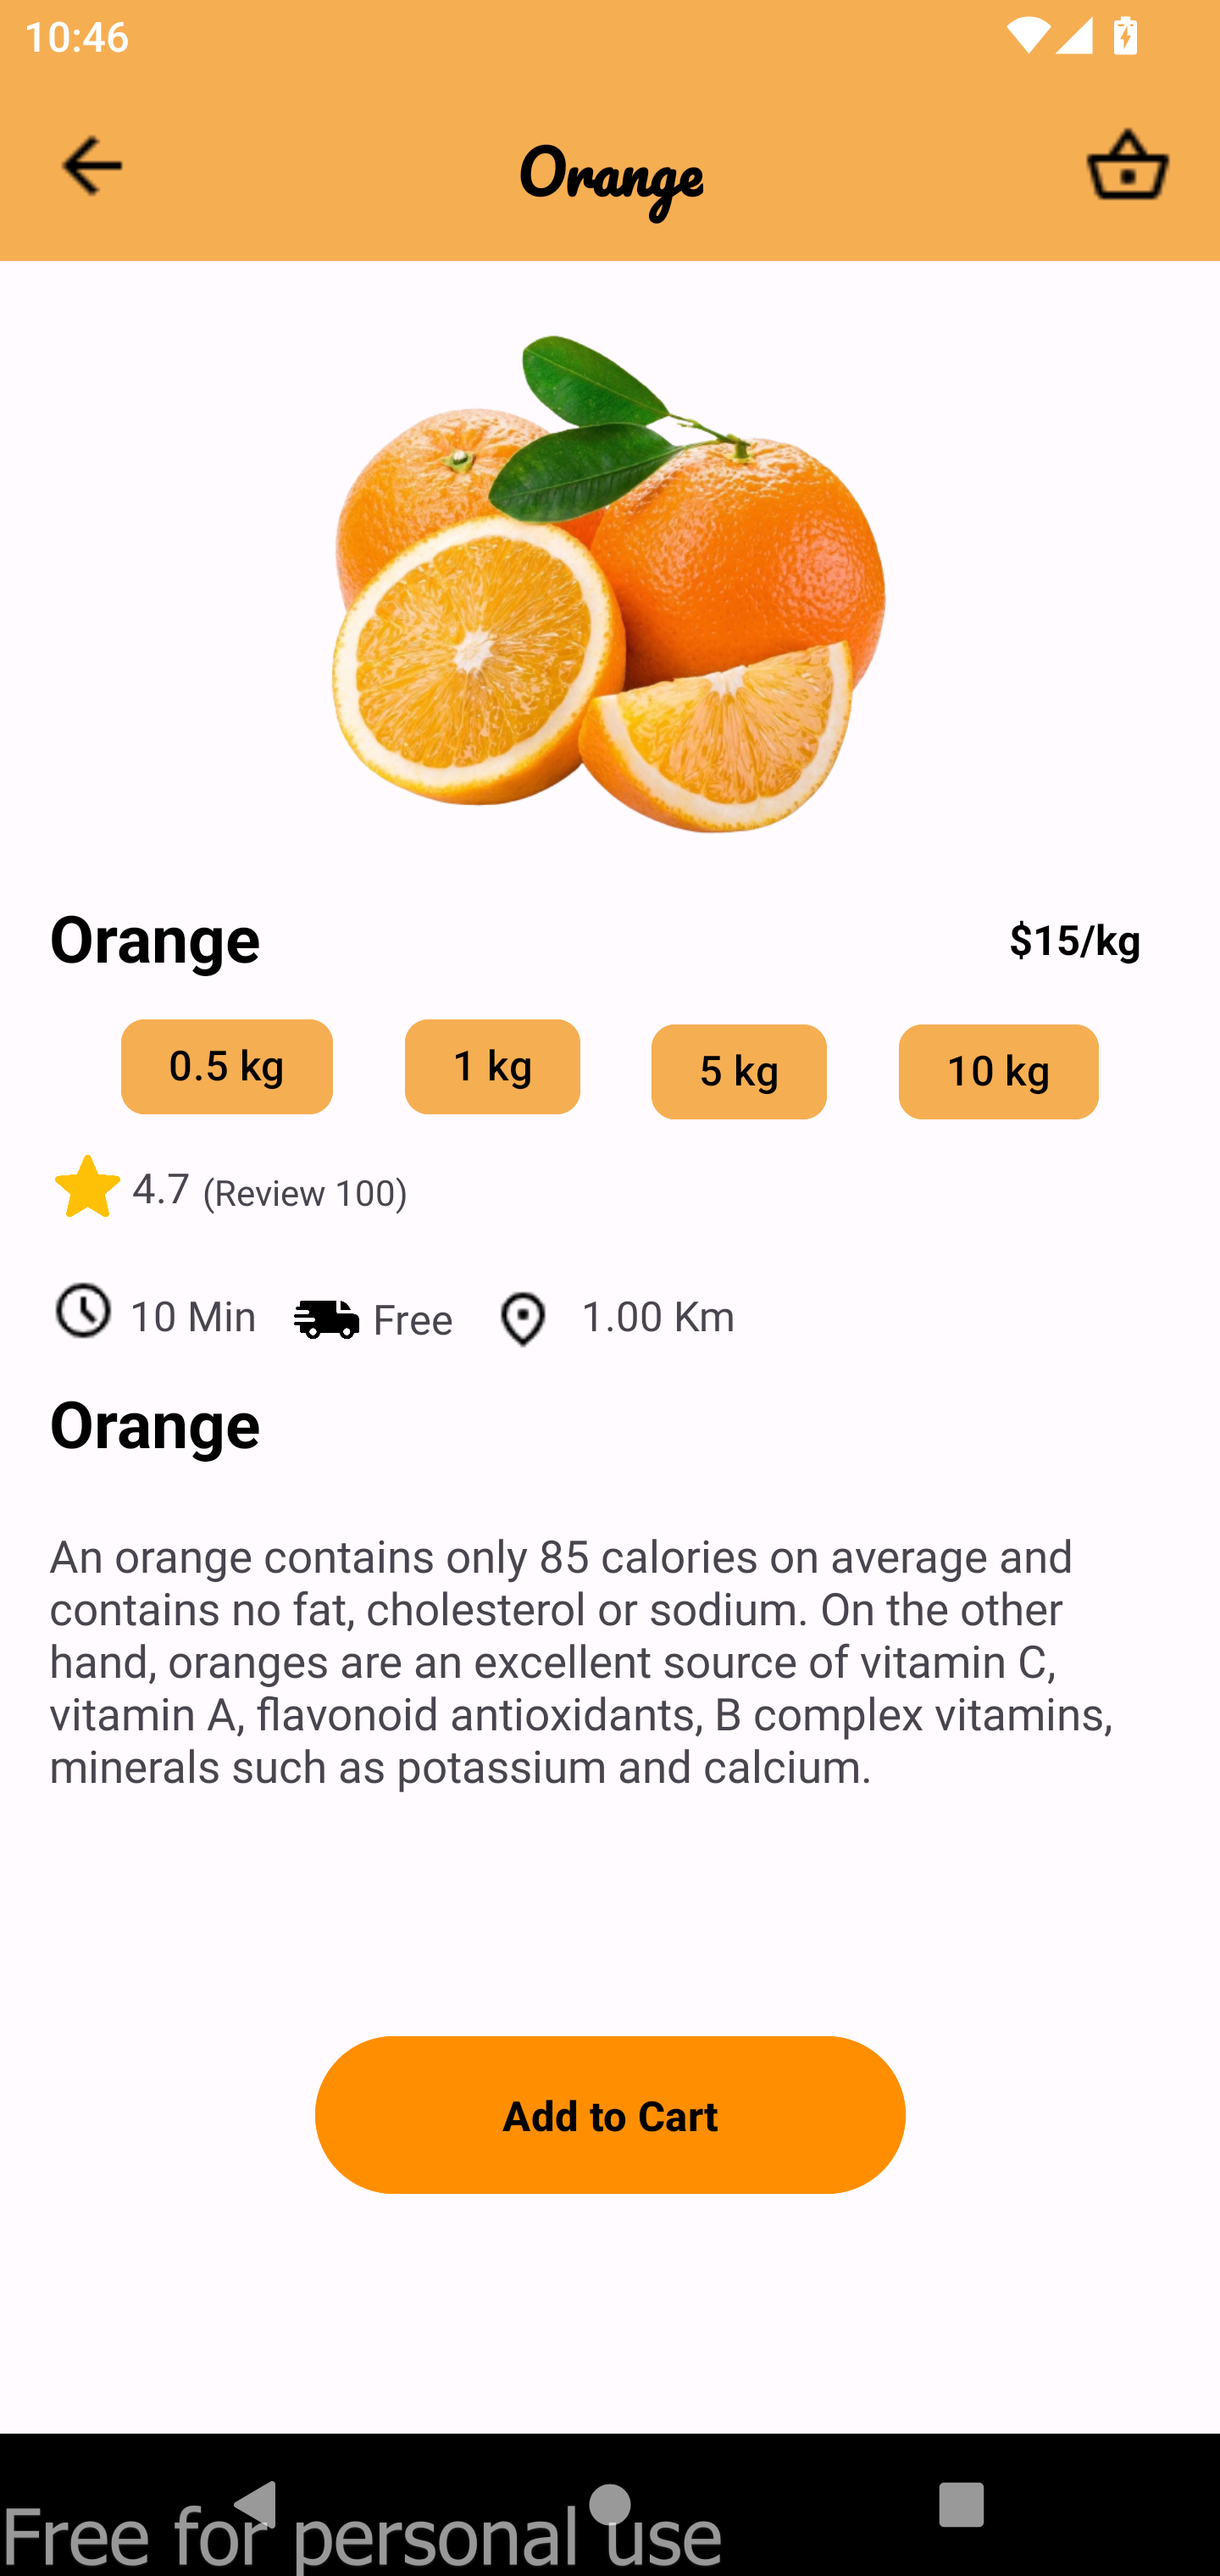 10:46
Orange
Orange
$15/kg
0.5 kg
1 kg
5 kg
10 kg
4.7 (Review 100)
10 Min
Free
1.00 Km
Orange
An orange contains only 85 calories on average and
contains no fat, cholesterol or sodium. On the other
hand, oranges are an excellent source of vitamin C,
vitamin A, flavonoid antioxidants, B complex vitamins,
minerals such as potassium and calcium.
Add to Cart
Free for personal use